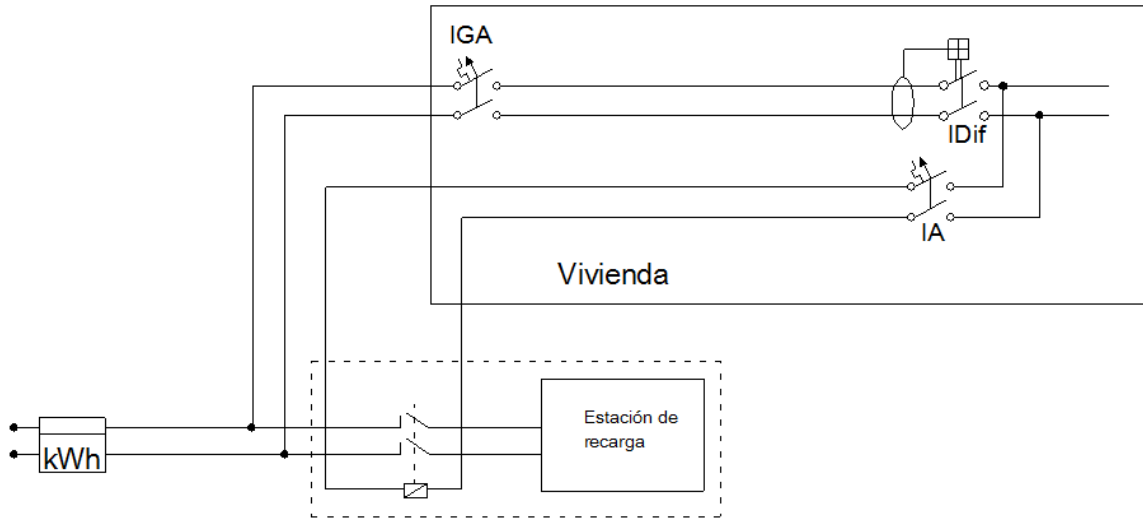 IGA
IDif
IA
Vivienda
Estación de
recarga
kWh